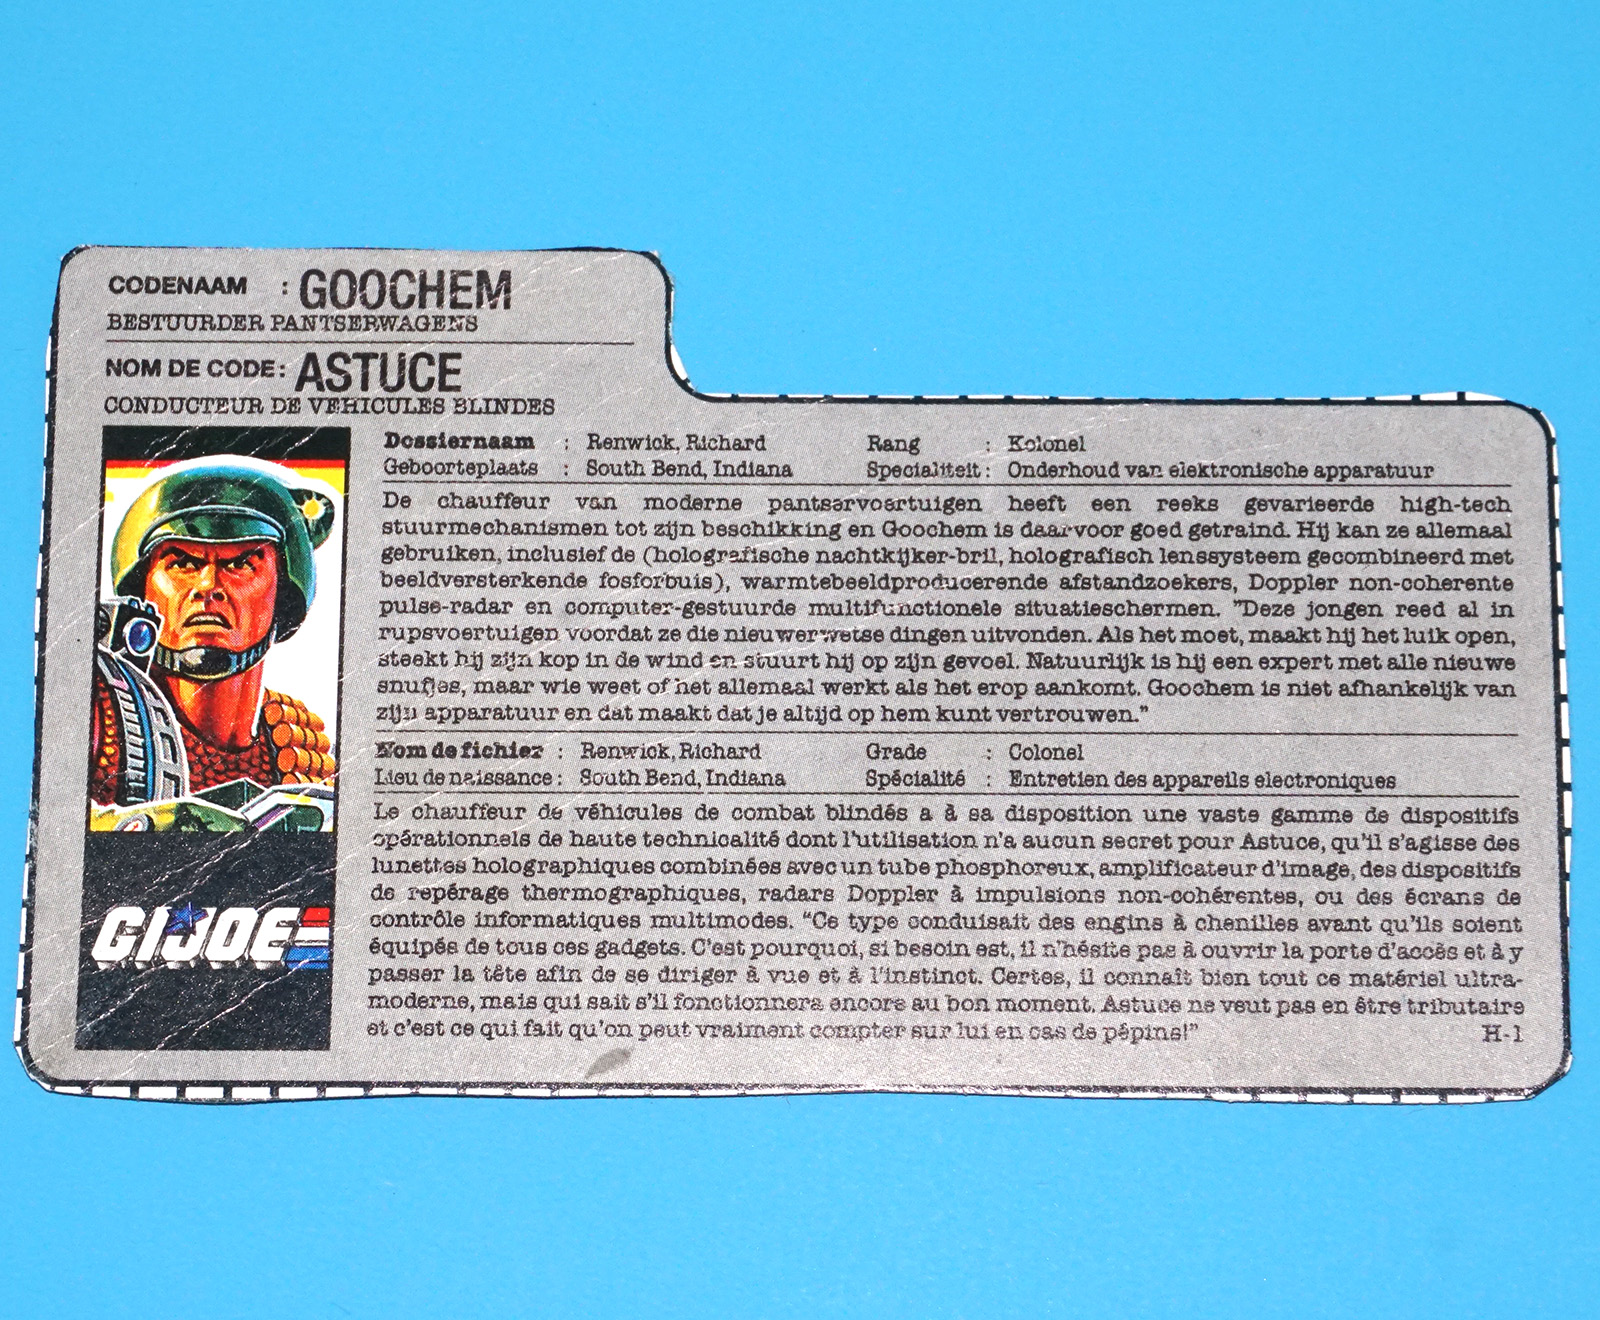 CODENAAM : GOOCHEM
BESTUURDER PANTSERWAGENS
NOM DE CODE: ASTUCE
CONDUCTEUR DE VEHICULES BLINDES
Dossiernaam : Renwick, Richard Rang : Kolonel
Geboorteplaats : South Bend, Indiana Specialiteit : Onderhoud van elektronische apparatuur
De chauffeur van moderne pantservoertuigen heeft een reeks gevarieerde high-tech
stuurmechanismen tot zijn beschikking en Goochem is daarvoor goed getraind. Hij kan ze allemaal
gebruiken, inclusief de (holografische nachtkijker-bril, holografisch lenssysteem gecombineerd met
beeldversterkende fosforbuis), warmtebeeldproducerende afstandzoekers, Doppler non-coherente
pulse-radar en computer-gestuurde multifunctionele situatieschermen. "Deze jongen reed al in
rupsvoertuigen voordat ze die nieuwerwetse dingen uitvonden. Als het moet, maakt hij het luik open,
steekt hij zijn kop in de wind en stuurt hij op zijn gevoel. Natuurlijk is hij een expert met alle nieuwe
snufjes, maar wie weet of het allemaal werkt als het erop aankomt. Goochem is niet afhankelijk van
zijn apparatuur en dat maakt dat je altijd op hem kunt vertrouwen."
Nom de fichier : Renwick, Richard Grade : Colonel
Lieu de naissance : South Bend, Indiana Spécialité : Entretien des appareils electroniques
Le chauffeur de véhicules de combat blindés a à sa disposition une vaste gamme de dispositifs
opérationnels de haute technicalité dont l'utilisation n'a aucun secret pour Astuce, qu'il s'agisse des
lunettes holographiques combinées avec un tube phosphoreux, amplificateur d'image, des dispositifs
de repérage thermographiques, radars Doppler à impulsions non-cohérentes, ou des écrans de
contrôle informatiques multimodes. "Ce type conduisait des engins à chenilles avant qu'ils soient
équipés de tous ces gadgets. C'est pourquoi, si besoin est, il n'hésite pas à ouvrir la porte d'accès et à y
passer la tête afin de se diriger à vue et à l'instinct. Certes, il connaît bien tout ce matériel ultra-
moderne, mais qui sait s'il fonctionnera encore au bon moment. Astuce ne veut pas en être tributaire
et c'est ce qui fait qu'on peut vraiment compter sur lui en cas de pépins!" H-1
GI JOE